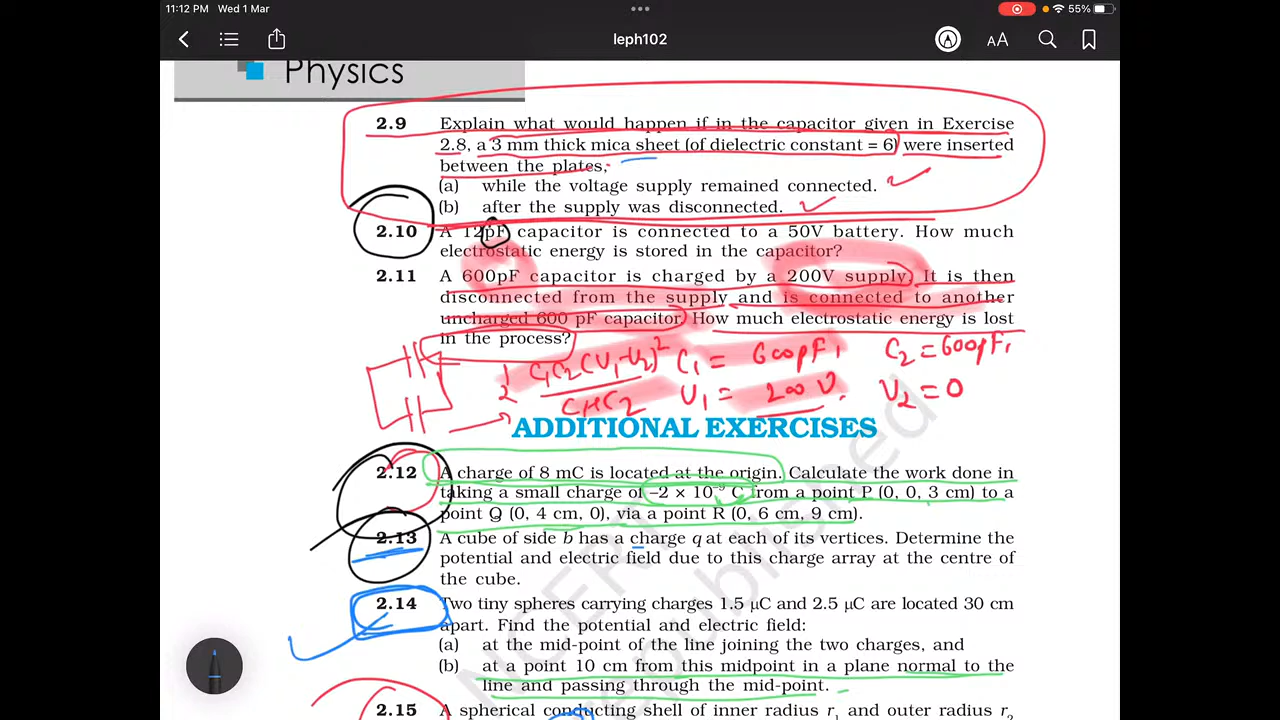 11:12 PM Wed 1 Mar
55%
leph102
AA
Physics
2.9 Explain what would happen if in the capacitor given in Exercise
2.8, a 3 mm thick mica sheet (of dielectric constant = 6) were inserted
between the plates,
(a) while the voltage supply remained connected.
(b) after the supply was disconnected.
2.10 A 12pF capacitor is connected to a 50V battery. How much
electrostatic energy is stored in the capacitor?
2.11 A 600pF capacitor is charged by a 200V supply. It is then
disconnected from the supply and is connected to another
uncharged 600 pF capacitor. How much electrostatic energy is lost
in the process?
1/2 C₁C₂(V₁-V₂)² C₁ = 600pF, C₂ = 600pF,
C₁+C₂ V₁ = 200 V. V₂ = 0
ADDITIONAL EXERCISES
2.12 A charge of 8 mC is located at the origin. Calculate the work done in
taking a small charge of –2 × 10⁻⁹ C from a point P (0, 0, 3 cm) to a
point Q (0, 4 cm, 0), via a point R (0, 6 cm, 9 cm).
2.13 A cube of side b has a charge q at each of its vertices. Determine the
potential and electric field due to this charge array at the centre of
the cube.
2.14 Two tiny spheres carrying charges 1.5 μC and 2.5 μC are located 30 cm
apart. Find the potential and electric field:
(a) at the mid-point of the line joining the two charges, and
(b) at a point 10 cm from this midpoint in a plane normal to the
line and passing through the mid-point.
2.15 A spherical conducting shell of inner radius r₁ and outer radius r₂
NCERT
republished